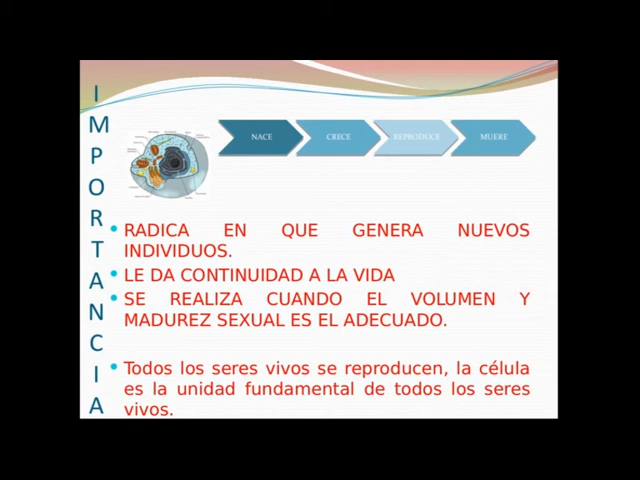 IMPORTANCIA
NACE
CRECE
REPRODUCE
MUERE
RADICA EN QUE GENERA NUEVOS
INDIVIDUOS.
LE DA CONTINUIDAD A LA VIDA
SE REALIZA CUANDO EL VOLUMEN Y
MADUREZ SEXUAL ES EL ADECUADO.
Todos los seres vivos se reproducen, la célula
es la unidad fundamental de todos los seres
vivos.